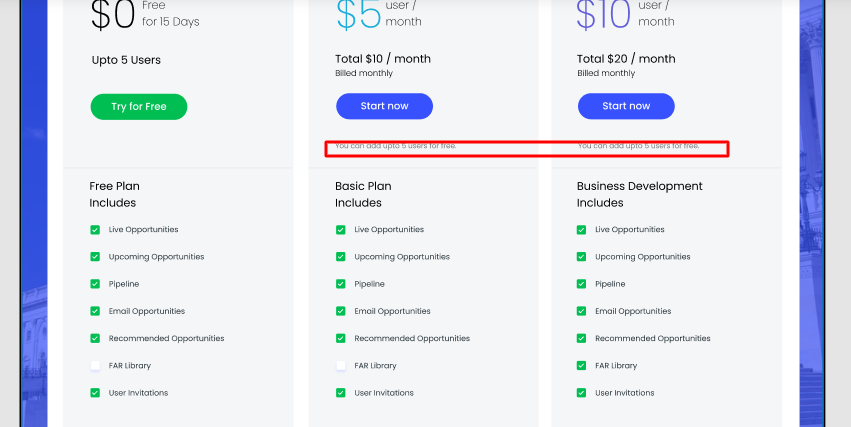 $0 Free
for 15 Days
Upto 5 Users
Try for Free
Free Plan
Includes
Live Opportunities
Upcoming Opportunities
Pipeline
Email Opportunities
Recommended Opportunities
FAR Library
User Invitations
$5 user /
month
Total $10 / month
Billed monthly
Start now
You can add upto 5 users for free.
Basic Plan
Includes
Live Opportunities
Upcoming Opportunities
Pipeline
Email Opportunities
Recommended Opportunities
FAR Library
User Invitations
$10 user /
month
Total $20 / month
Billed monthly
Start now
You can add upto 5 users for free.
Business Development
Includes
Live Opportunities
Upcoming Opportunities
Pipeline
Email Opportunities
Recommended Opportunities
FAR Library
User Invitations